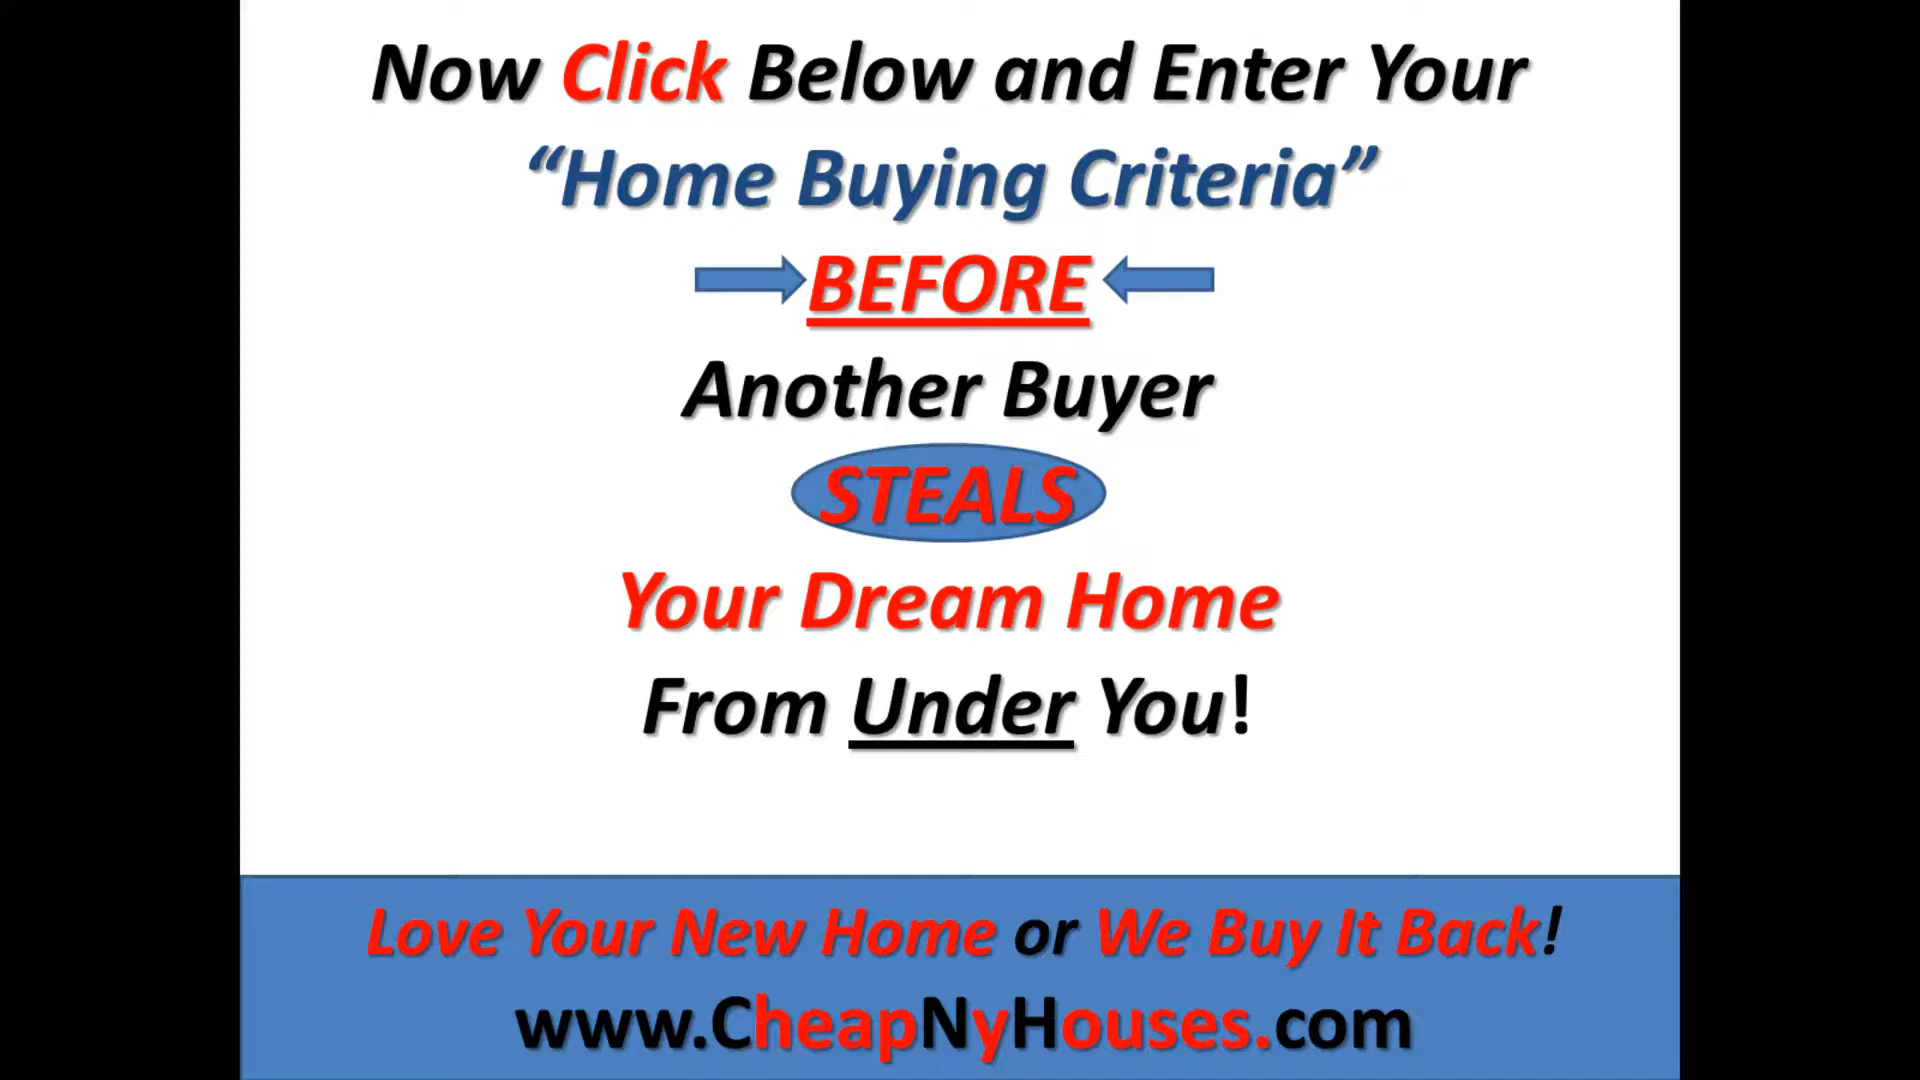 Now Click Below and Enter Your
“Home Buying Criteria”
BEFORE
Another Buyer
STEALS
Your Dream Home
From Under You!
Love Your New Home or We Buy It Back!
www.CheapNyHouses.com